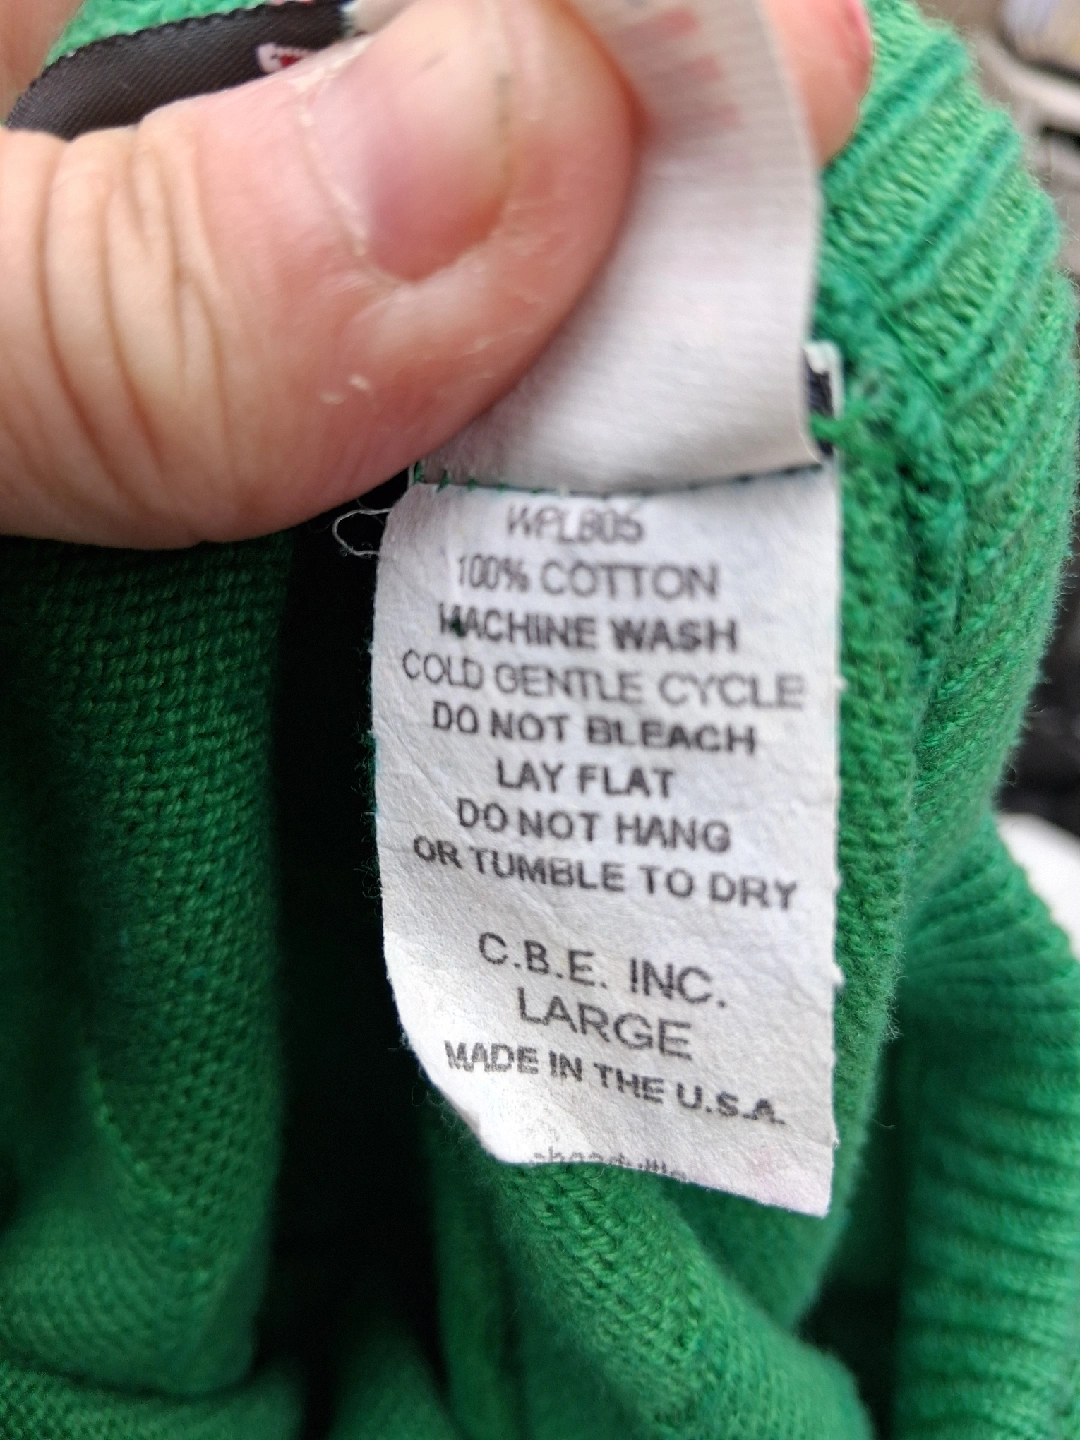 WPL805
100% COTTON
MACHINE WASH
COLD GENTLE CYCLE
DO NOT BLEACH
LAY FLAT
DO NOT HANG
OR TUMBLE TO DRY
C.B.E. INC.
LARGE
MADE IN THE U.S.A.